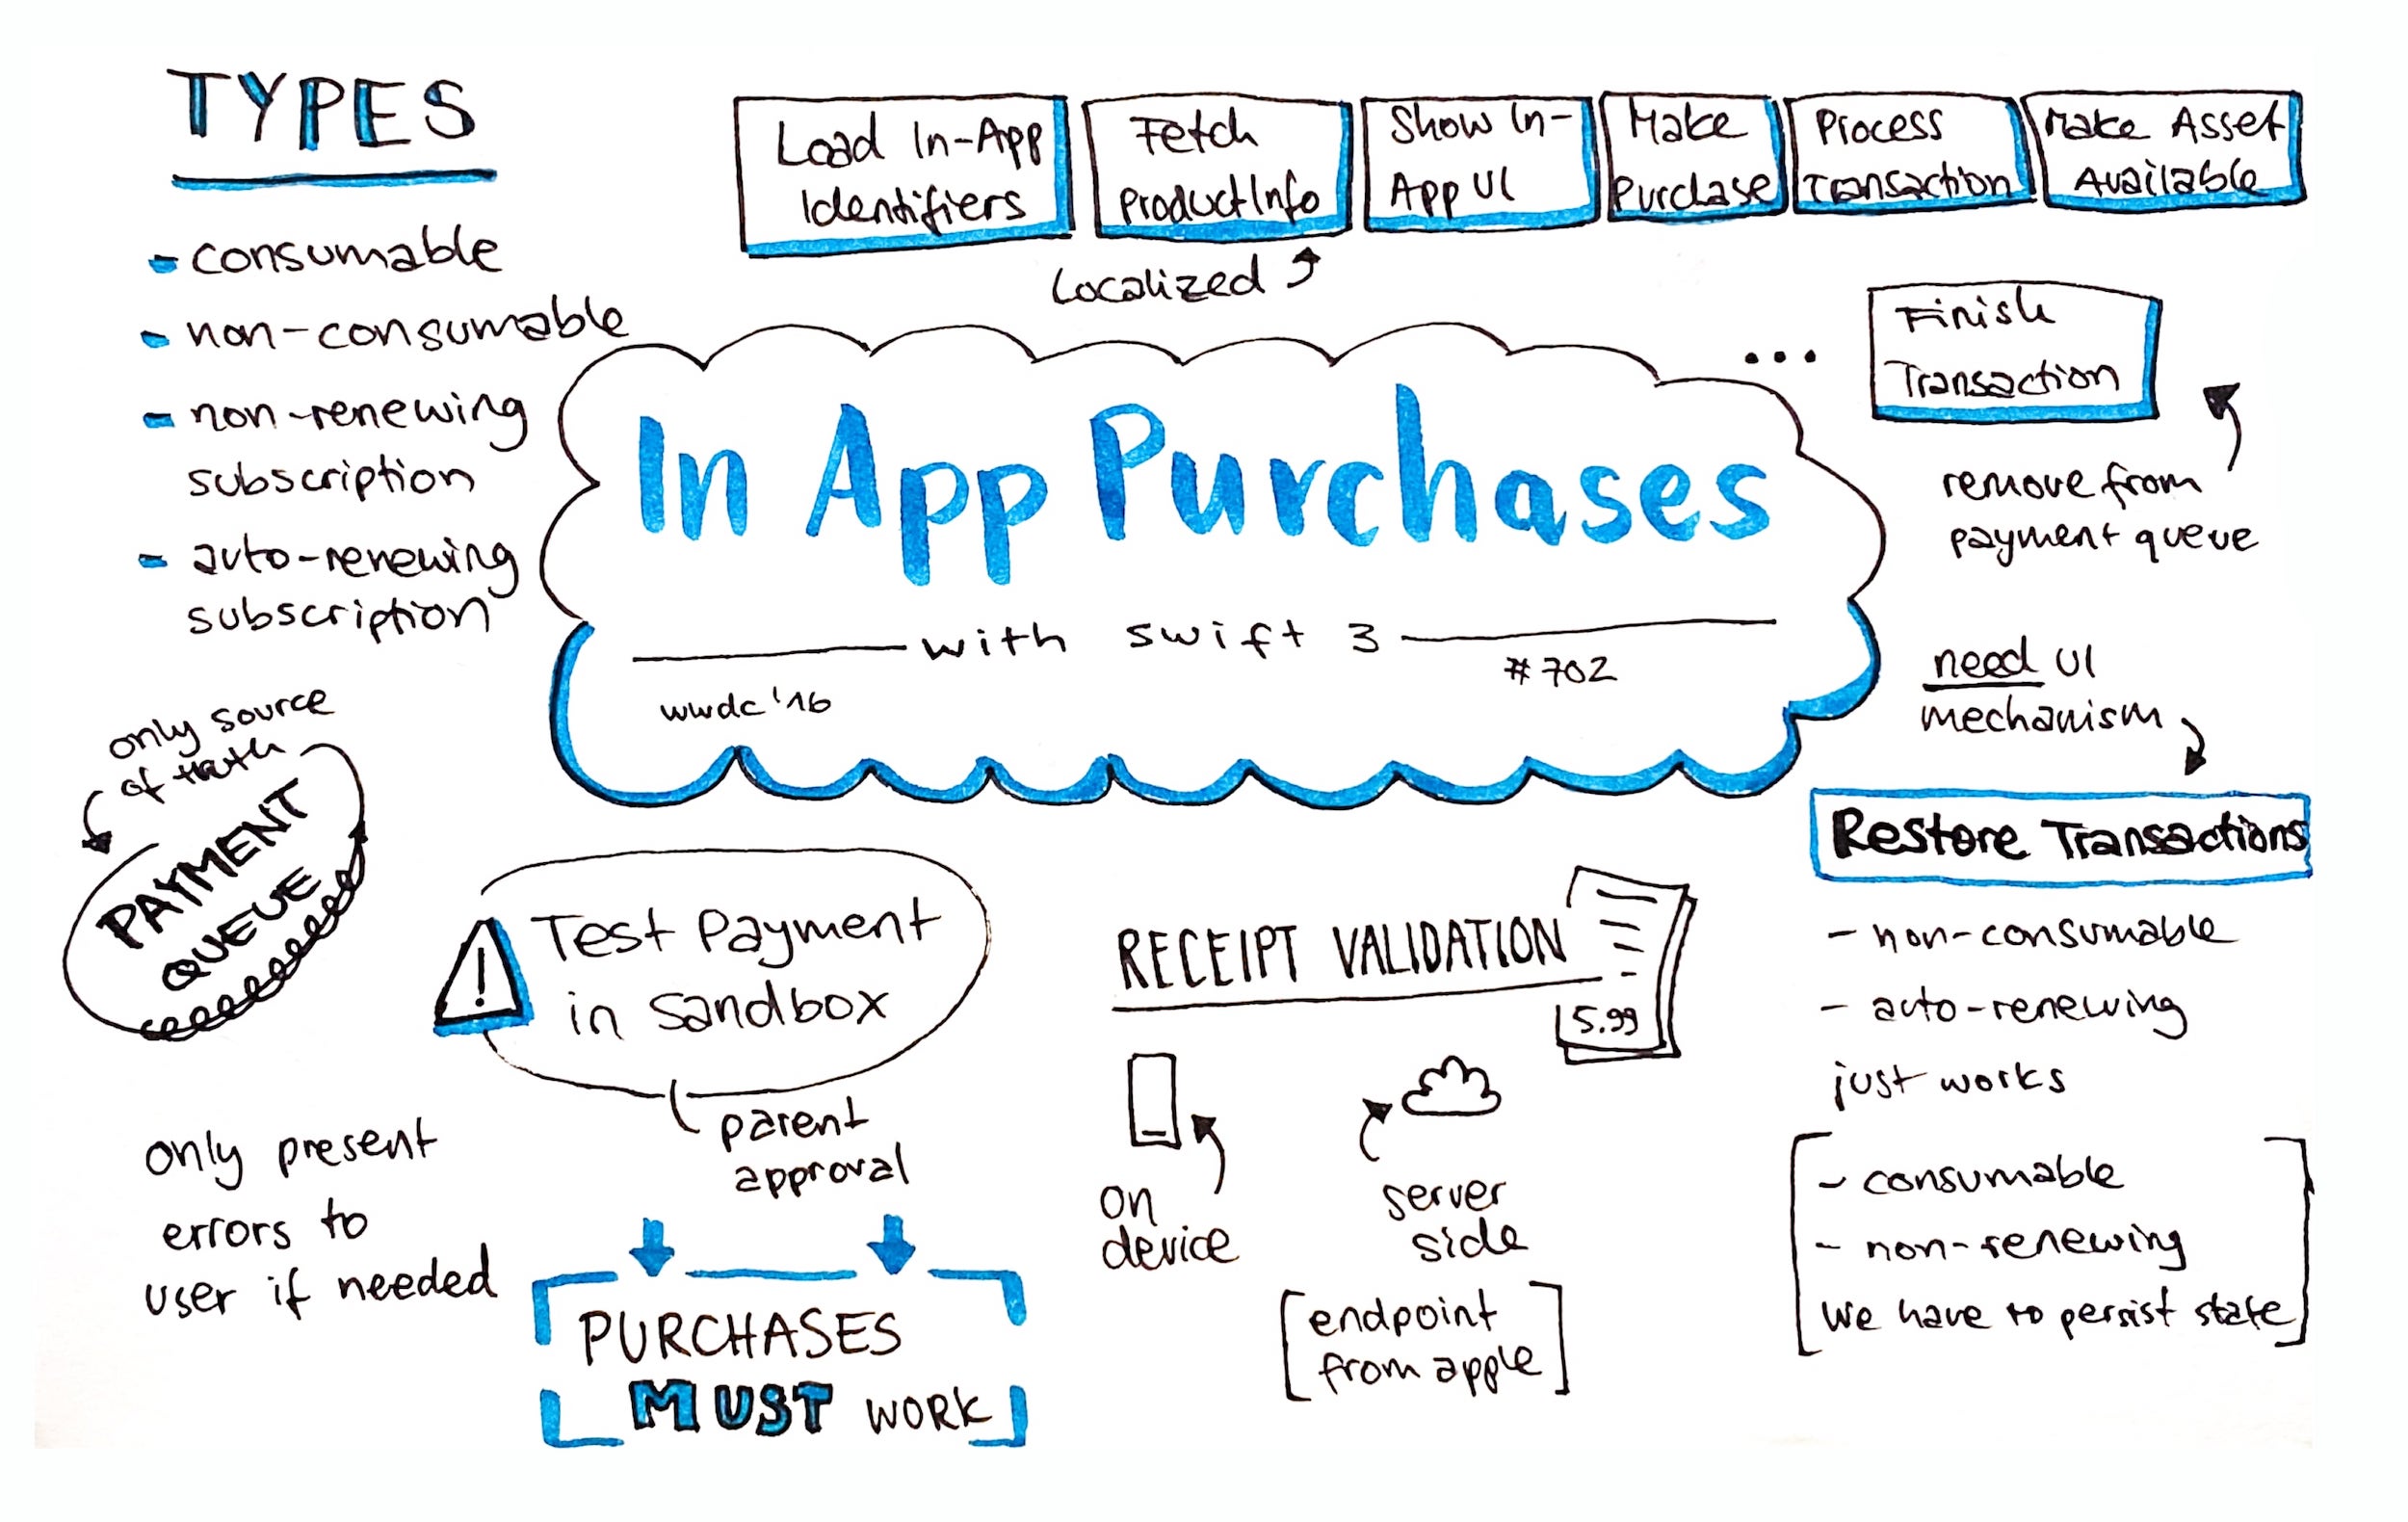 TYPES
- consumable
- non-consumable
- non-renewing
subscription
- auto-renewing
subscription
Load In-App
Identifiers
Fetch
ProductInfo
Show In-
App UI
Make
Purchase
Process
Transaction
Make Asset
Available
Localized
...
Finish
Transaction
remove from
payment queue
In App Purchases
with swift 3
#702
wwdc '16
need UI
mechanism
Restore Transactions
- non-consumable
- auto-renewing
just works
[- consumable
- non-renewing
We have to persist state]
only source
of truth
PAYMENT
QUEUE
! Test Payment
in Sandbox
parent
approval
only present
errors to
user if needed
PURCHASES
MUST WORK
RECEIPT VALIDATION
5.99
on
device
server
side
[endpoint
from apple]